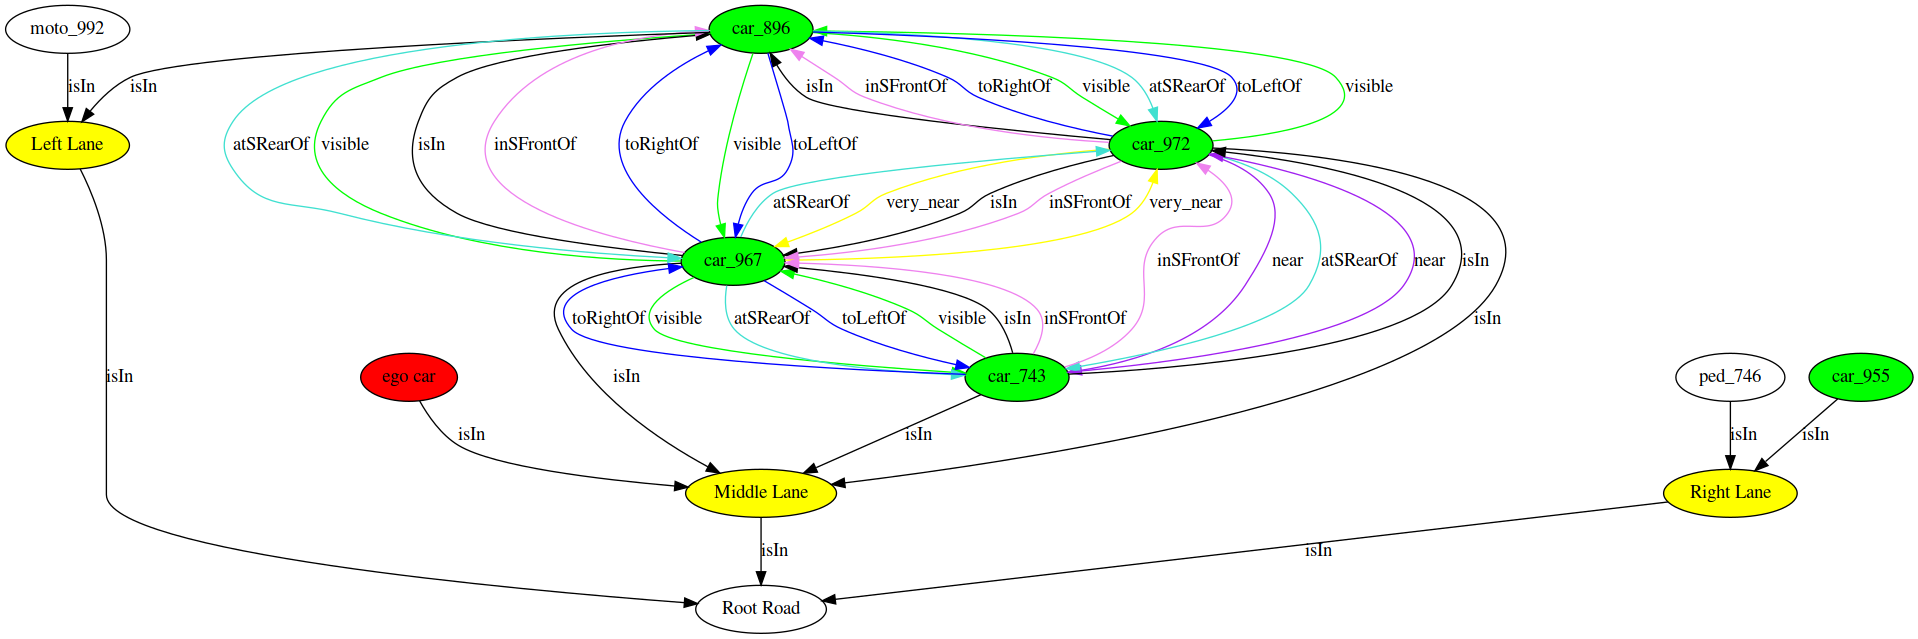 moto_992
car_896
isIn
isIn
isIn
inSFrontOf
toRightOf
visible
atSRearOf
toLeftOf
visible
Left Lane
atSRearOf
visible
isIn
inSFrontOf
toRightOf
visible
toLeftOf
car_972
atSRearOf
very_near
isIn
inSFrontOf
very_near
car_967
inSFrontOf
near
atSRearOf
near
isIn
toRightOf
visible
atSRearOf
toLeftOf
visible
isIn
inSFrontOf
isIn
isIn
ego car
isIn
car_743
ped_746
car_955
isIn
isIn
isIn
isIn
Middle Lane
Right Lane
isIn
isIn
Root Road